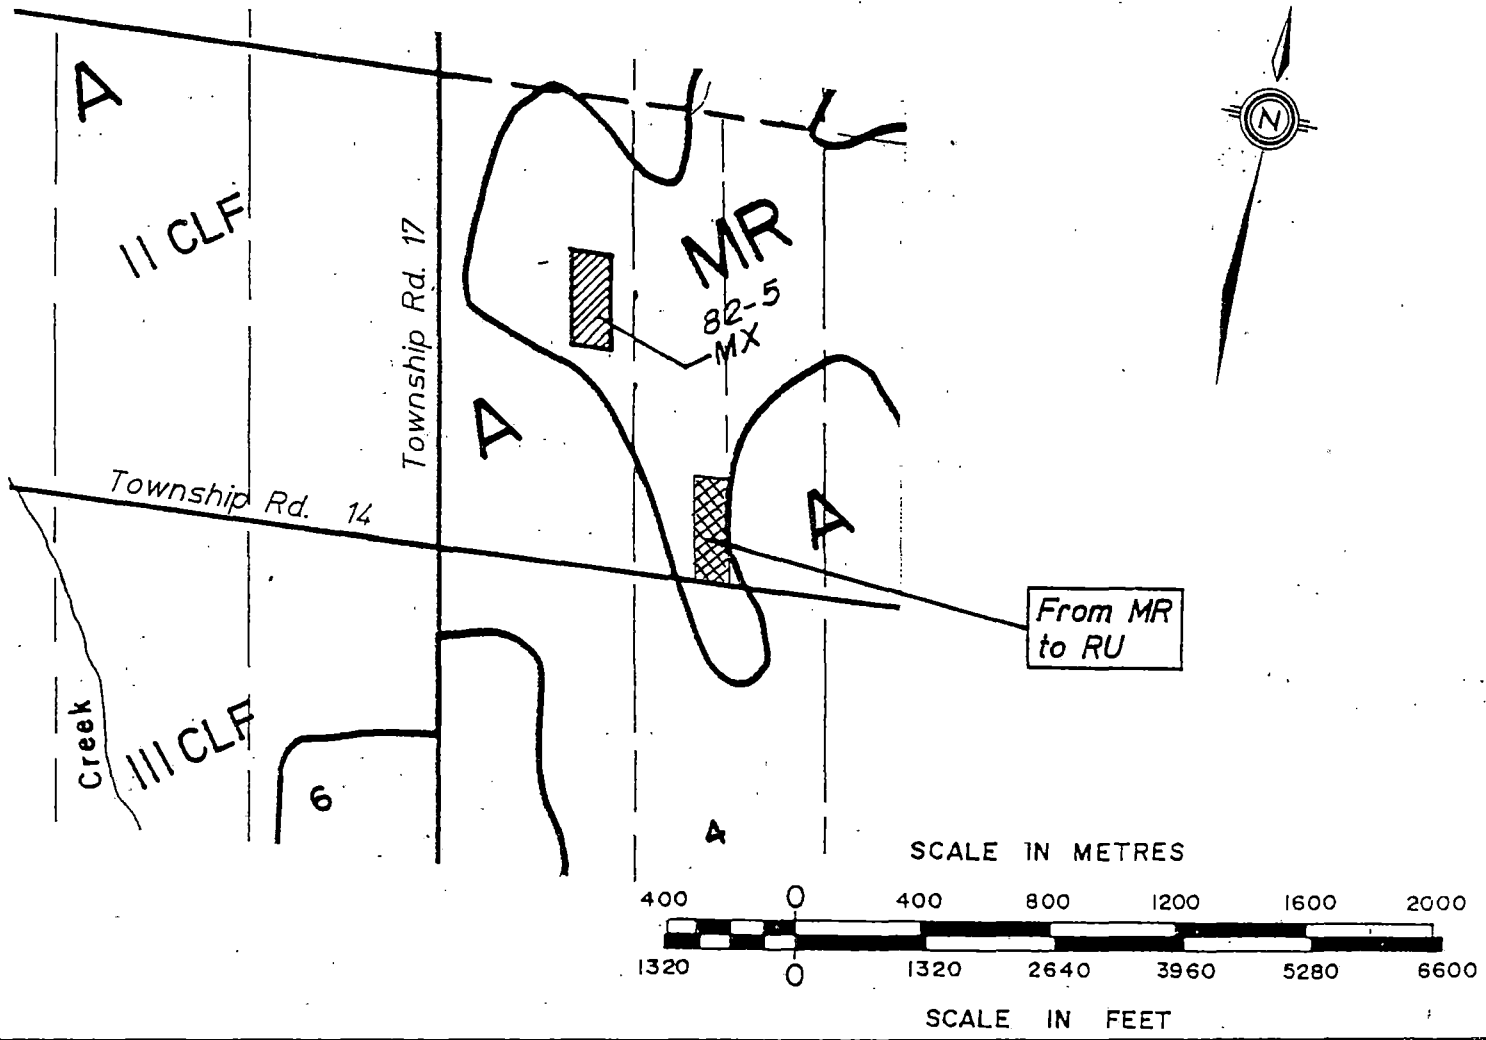 A
N
II CLF
Township Rd. 17
MR
82-5
MX
A
Township Rd. 14
A
From MR
to RU
Creek
III CLF
6
4
SCALE IN METRES
400 0 400 800 1200 1600 2000
1320 0 1320 2640 3960 5280 6600
SCALE IN FEET